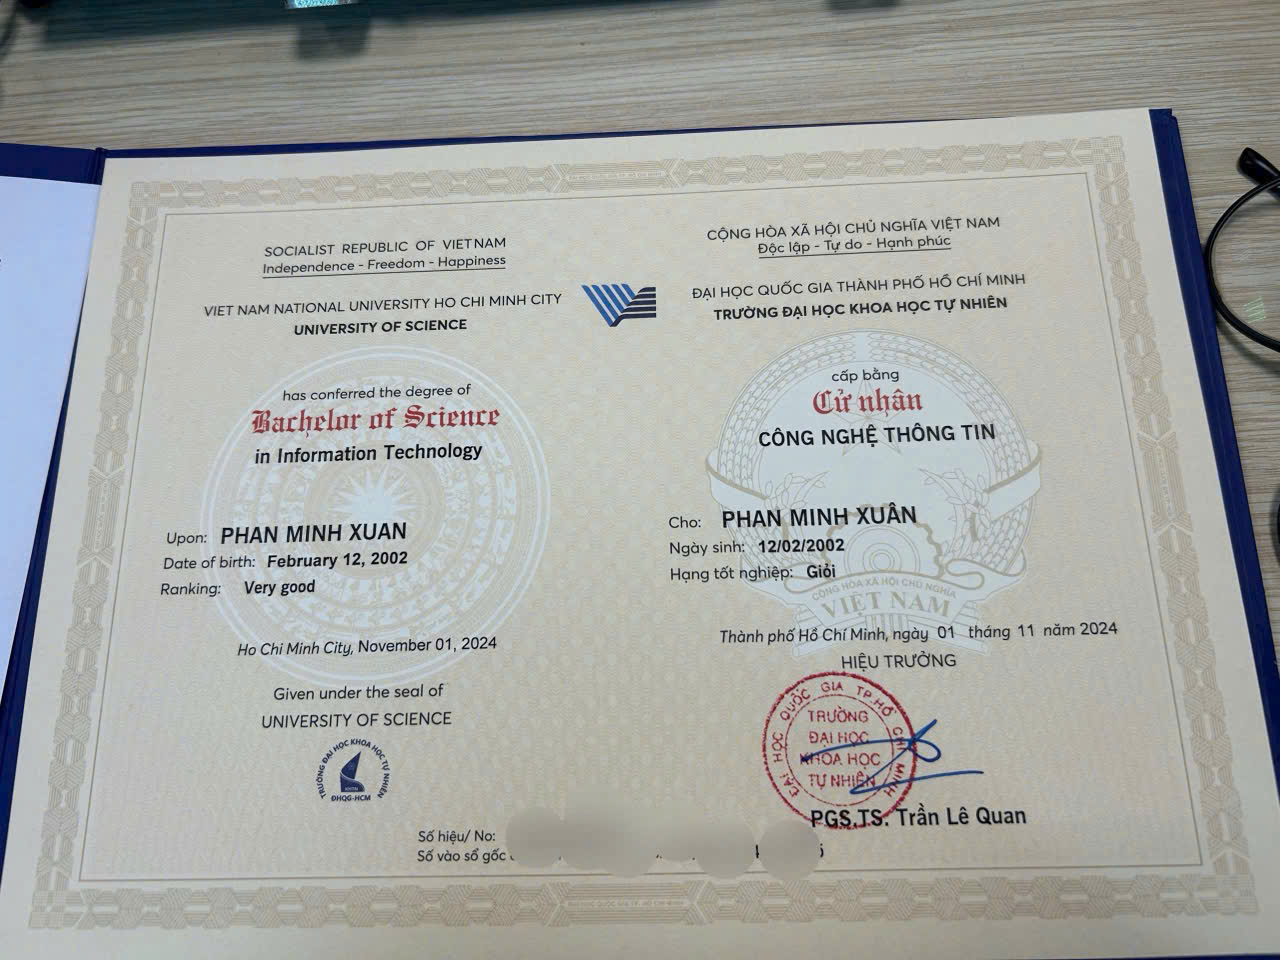 SOCIALIST REPUBLIC OF VIETNAM
Independence - Freedom - Happiness
VIET NAM NATIONAL UNIVERSITY HO CHI MINH CITY
UNIVERSITY OF SCIENCE
has conferred the degree of
Bachelor of Science
in Information Technology
Upon: PHAN MINH XUAN
Date of birth: February 12, 2002
Ranking: Very good
Ho Chi Minh City, November 01, 2024
Given under the seal of
UNIVERSITY OF SCIENCE
TRƯỜNG ĐẠI HỌC KHOA HỌC TỰ NHIÊN
ĐHQG-HCM
CỘNG HÒA XÃ HỘI CHỦ NGHĨA VIỆT NAM
Độc lập - Tự do - Hạnh phúc
ĐẠI HỌC QUỐC GIA THÀNH PHỐ HỒ CHÍ MINH
TRƯỜNG ĐẠI HỌC KHOA HỌC TỰ NHIÊN
cấp bằng
Cử nhân
CÔNG NGHỆ THÔNG TIN
Cho: PHAN MINH XUÂN
Ngày sinh: 12/02/2002
Hạng tốt nghiệp: Giỏi
CỘNG HÒA XÃ HỘI CHỦ NGHĨA
VIỆT NAM
Thành phố Hồ Chí Minh, ngày 01 tháng 11 năm 2024
HIỆU TRƯỞNG
ĐẠI HỌC QUỐC GIA TP.HỒ CHÍ MINH
TRƯỜNG
ĐẠI HỌC
KHOA HỌC
TỰ NHIÊN
PGS.TS. Trần Lê Quan
Số hiệu/ No:
Số vào sổ gốc